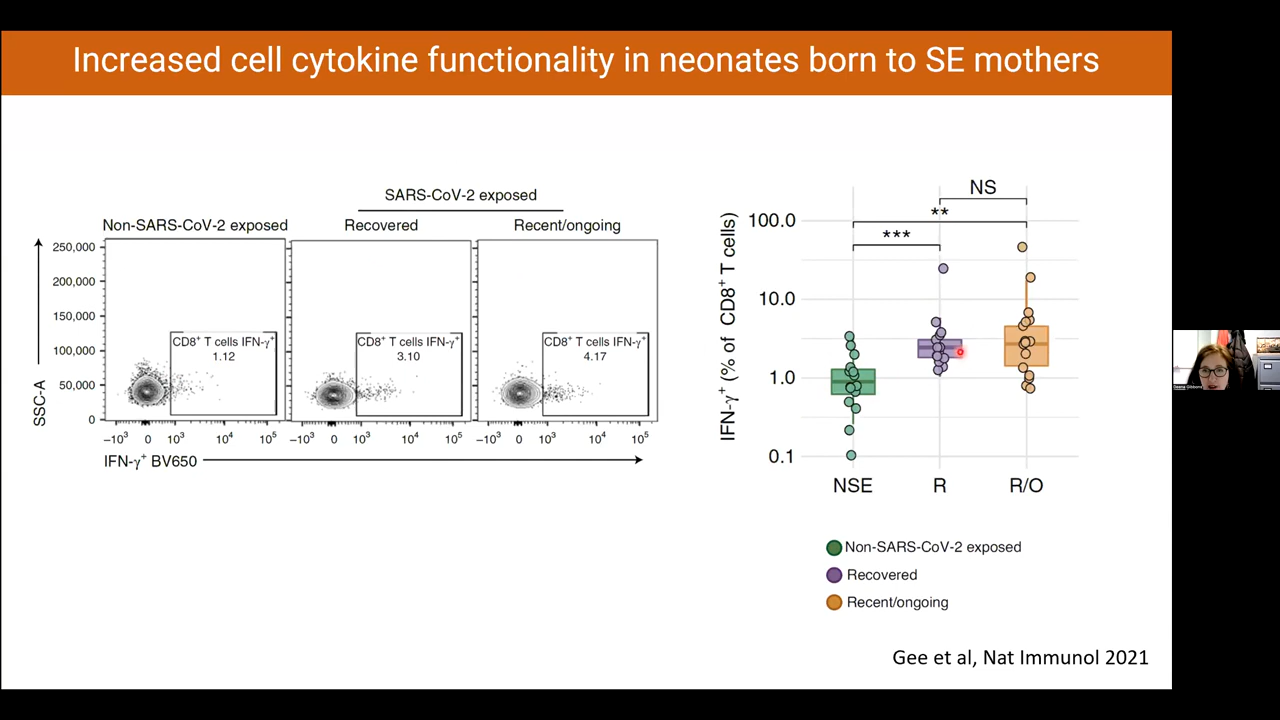 Increased cell cytokine functionality in neonates born to SE mothers
SARS-CoV-2 exposed
Non-SARS-CoV-2 exposed
Recovered
Recent/ongoing
SSC-A
250,000
200,000
150,000
100,000
50,000
0
CD8⁺ T cells IFN-γ⁺
1.12
CD8⁺ T cells IFN-γ⁺
3.10
CD8⁺ T cells IFN-γ⁺
4.17
−10³ 0 10³ 10⁴ 10⁵
−10³ 0 10³ 10⁴ 10⁵
−10³ 0 10³ 10⁴ 10⁵
IFN-γ⁺ BV650
IFN-γ⁺ (% of CD8⁺ T cells)
NS
**
***
100.0
10.0
1.0
0.1
NSE R R/O
Non-SARS-CoV-2 exposed
Recovered
Recent/ongoing
Gee et al, Nat Immunol 2021